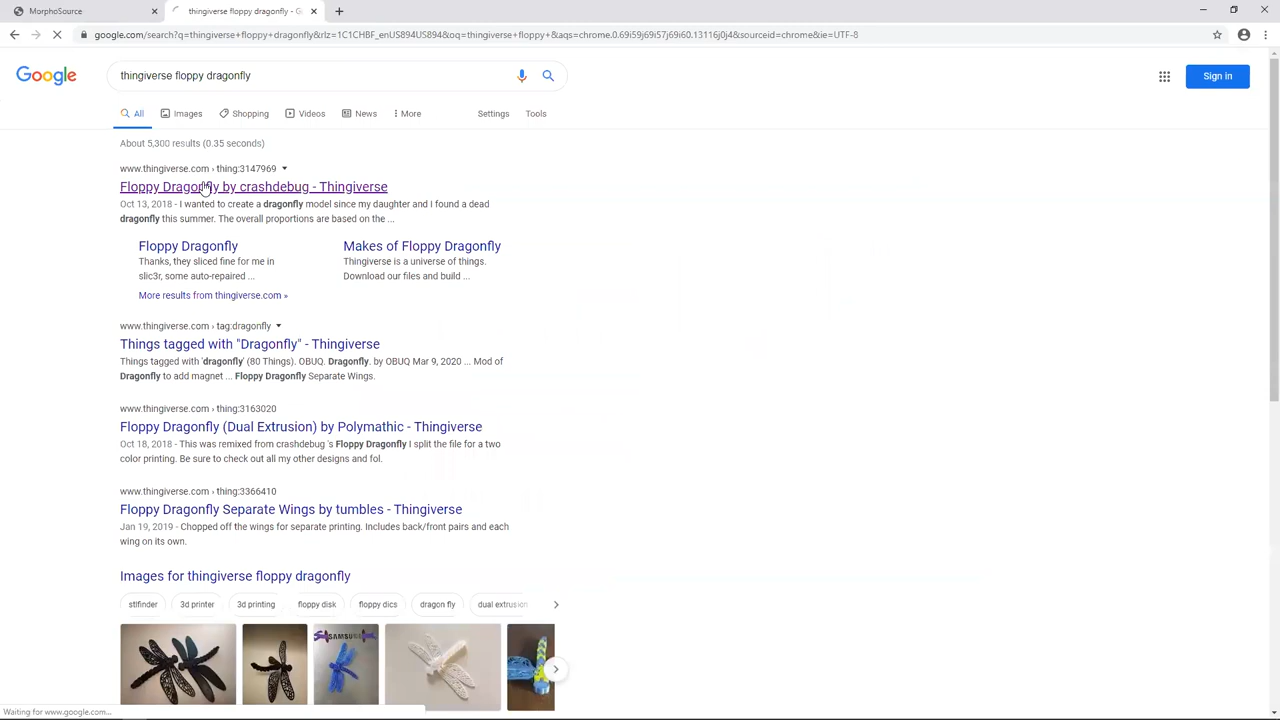 MorphoSource
thingiverse floppy dragonfly - G
google.com/search?q=thingiverse+floppy+dragonfly&rlz=1C1CHBF_enUS894US894&oq=thingiverse+floppy+&aqs=chrome.0.69i59j69i57j69i60.13116j0j4&sourceid=chrome&ie=UTF-8
Google
thingiverse floppy dragonfly
Sign in
All Images Shopping Videos News More Settings Tools
About 5,300 results (0.35 seconds)
www.thingiverse.com › thing:3147969
Floppy Dragonfly by crashdebug - Thingiverse
Oct 13, 2018 - I wanted to create a dragonfly model since my daughter and I found a dead
dragonfly this summer. The overall proportions are based on the ...
Floppy Dragonfly
Thanks, they sliced fine for me in
slic3r, some auto-repaired ...
Makes of Floppy Dragonfly
Thingiverse is a universe of things.
Download our files and build ...
More results from thingiverse.com »
www.thingiverse.com › tag:dragonfly
Things tagged with "Dragonfly" - Thingiverse
Things tagged with 'dragonfly' (80 Things). OBUQ. Dragonfly. by OBUQ Mar 9, 2020 ... Mod of
Dragonfly to add magnet ... Floppy Dragonfly Separate Wings.
www.thingiverse.com › thing:3163020
Floppy Dragonfly (Dual Extrusion) by Polymathic - Thingiverse
Oct 18, 2018 - This was remixed from crashdebug 's Floppy Dragonfly I split the file for a two
color printing. Be sure to check out all my other designs and fol.
www.thingiverse.com › thing:3366410
Floppy Dragonfly Separate Wings by tumbles - Thingiverse
Jan 19, 2019 - Chopped off the wings for separate printing. Includes back/front pairs and each
wing on its own.
Images for thingiverse floppy dragonfly
stlfinder 3d printer 3d printing floppy disk floppy dics dragon fly dual extrusion
SAMSUNG
Waiting for www.google.com...